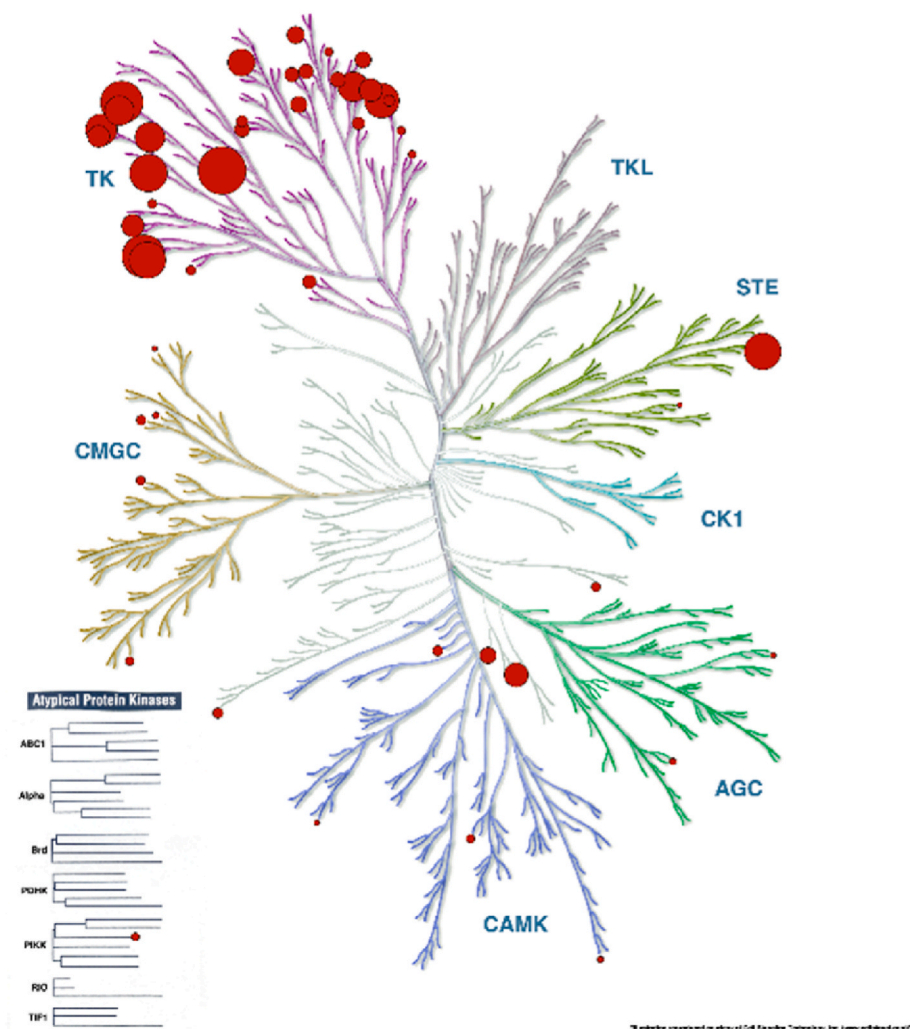 TK
TKL
STE
CMGC
CK1
AGC
CAMK
Atypical Protein Kinases
ABC1
Alpha
Brd
PDHK
PIKK
RIO
TIF1